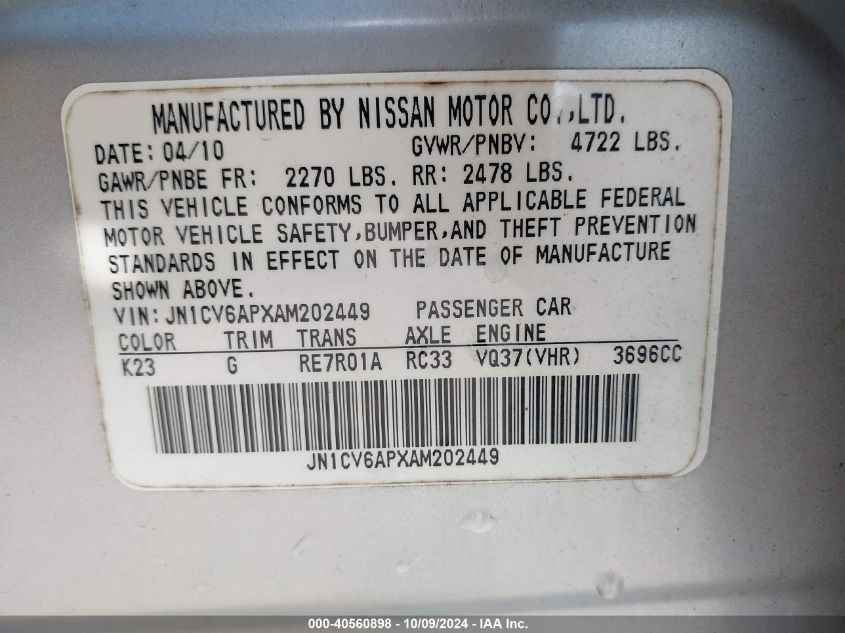 MANUFACTURED BY NISSAN MOTOR CO.,LTD.
DATE: 04/10 GVWR/PNBV: 4722 LBS.
GAWR/PNBE FR: 2270 LBS. RR: 2478 LBS.
THIS VEHICLE CONFORMS TO ALL APPLICABLE FEDERAL
MOTOR VEHICLE SAFETY,BUMPER,AND THEFT PREVENTION
STANDARDS IN EFFECT ON THE DATE OF MANUFACTURE
SHOWN ABOVE.
VIN: JN1CV6APXAM202449 PASSENGER CAR
COLOR TRIM TRANS AXLE ENGINE
K23 G RE7R01A RC33 VQ37(VHR) 3696CC
JN1CV6APXAM202449
000-40560898 - 10/09/2024 - IAA Inc.